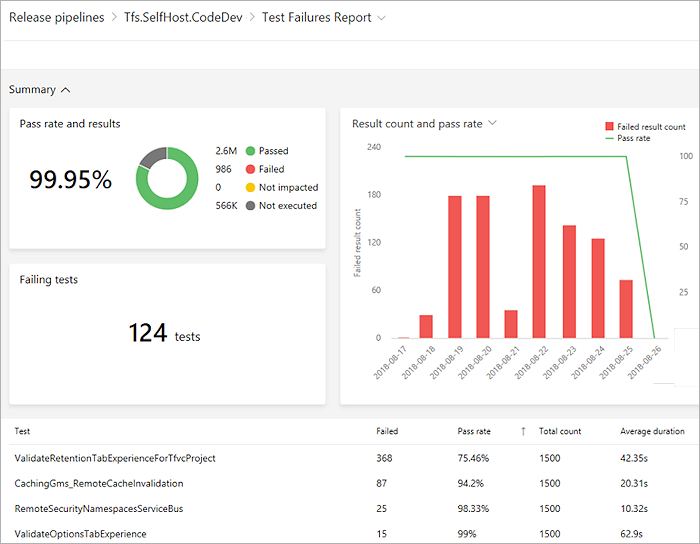 Release pipelines > Tfs.SelfHost.CodeDev > Test Failures Report
Summary
Pass rate and results
99.95%
2.6M Passed
986 Failed
0 Not impacted
566K Not executed
Failing tests
124 tests
Result count and pass rate
Failed result count
Pass rate
Failed result count
240
180
120
60
0
100
75
50
25
2018-08-17
2018-08-18
2018-08-19
2018-08-20
2018-08-21
2018-08-22
2018-08-23
2018-08-24
2018-08-25
2018-08-26
Test Failed Pass rate ↑ Total count Average duration
ValidateRetentionTabExperienceForTfvcProject 368 75.46% 1500 42.35s
CachingGms_RemoteCacheInvalidation 87 94.2% 1500 20.31s
RemoteSecurityNamespacesServiceBus 25 98.33% 1500 10.32s
ValidateOptionsTabExperience 15 99% 1500 62.9s